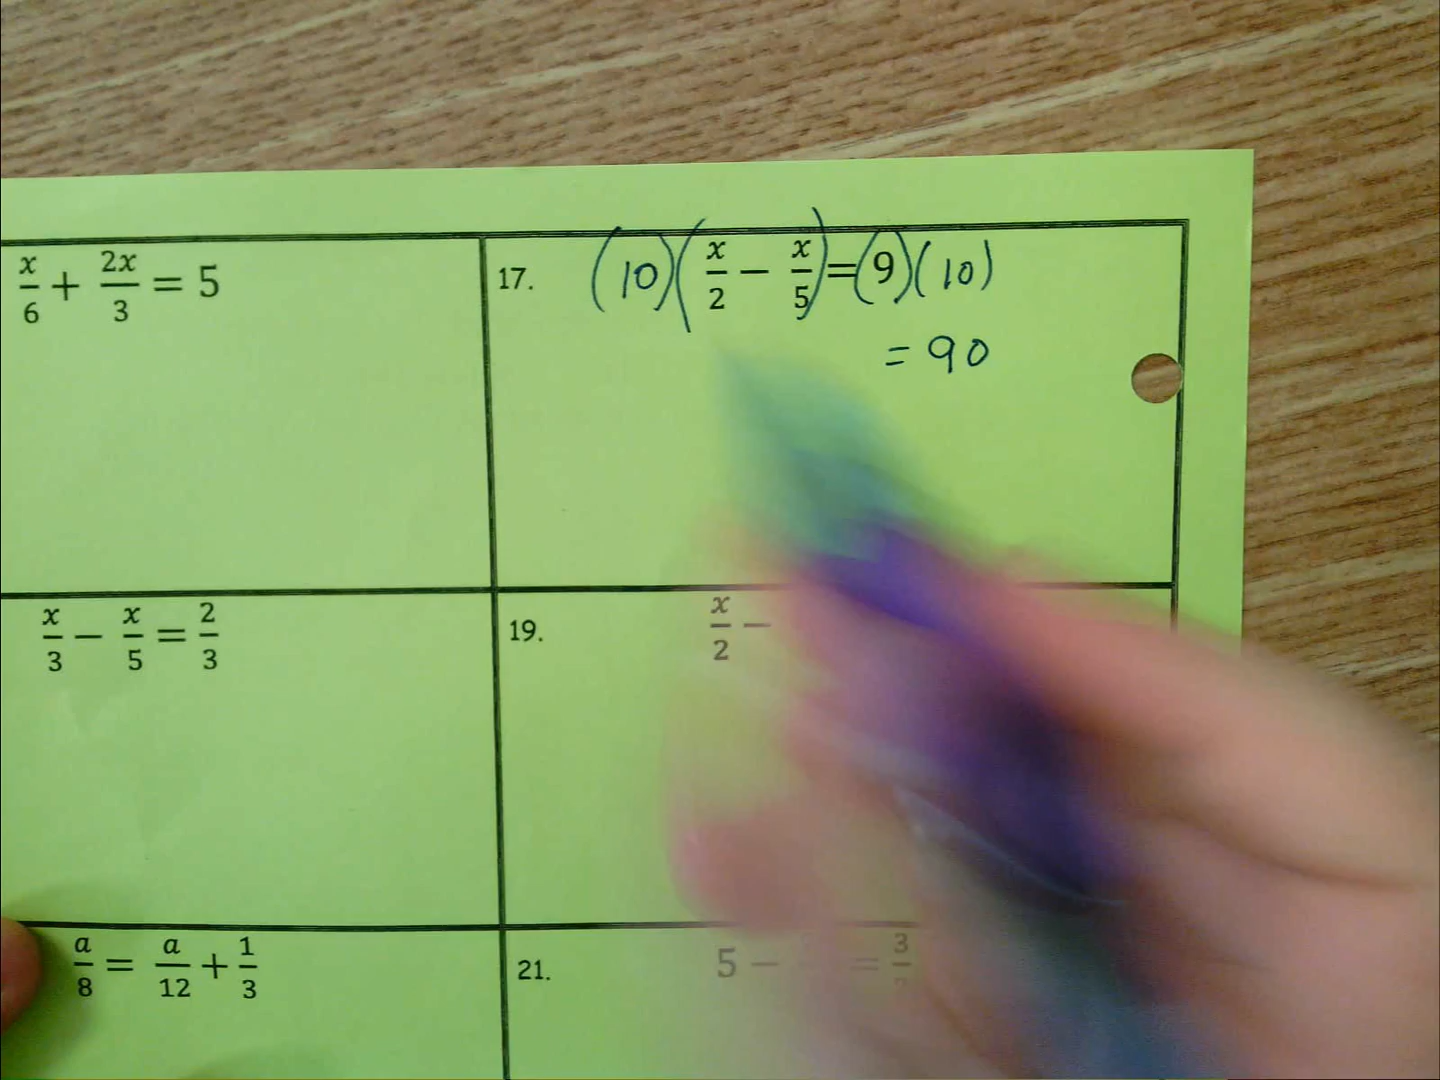 x/6 + 2x/3 = 5
17. (10)(x/2 − x/5) = (9)(10)
= 90
x/3 − x/5 = 2/3
19. x/2 −
a/8 = a/12 + 1/3
21. 5 − = 3/